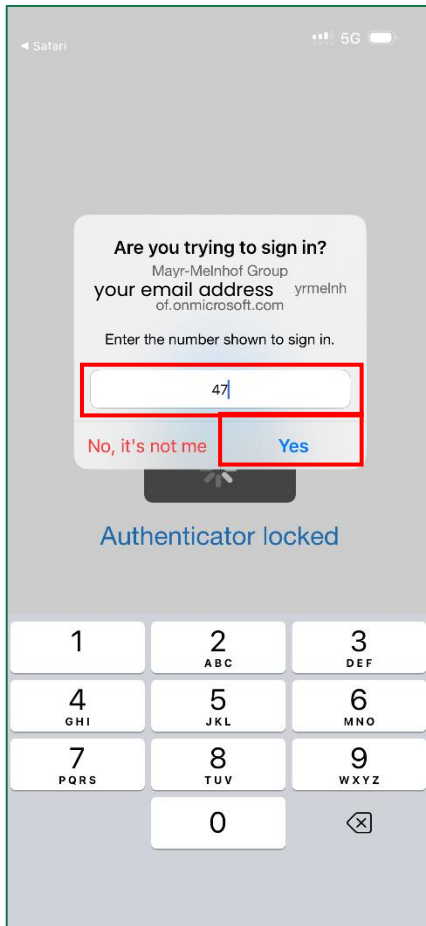 ◀ Safari
5G
Are you trying to sign in?
Mayr-Melnhof Group
your email address yrmelnh
of.onmicrosoft.com
Enter the number shown to sign in.
47
No, it's not me
Yes
Authenticator locked
1
2
ABC
3
DEF
4
GHI
5
JKL
6
MNO
7
PQRS
8
TUV
9
WXYZ
0